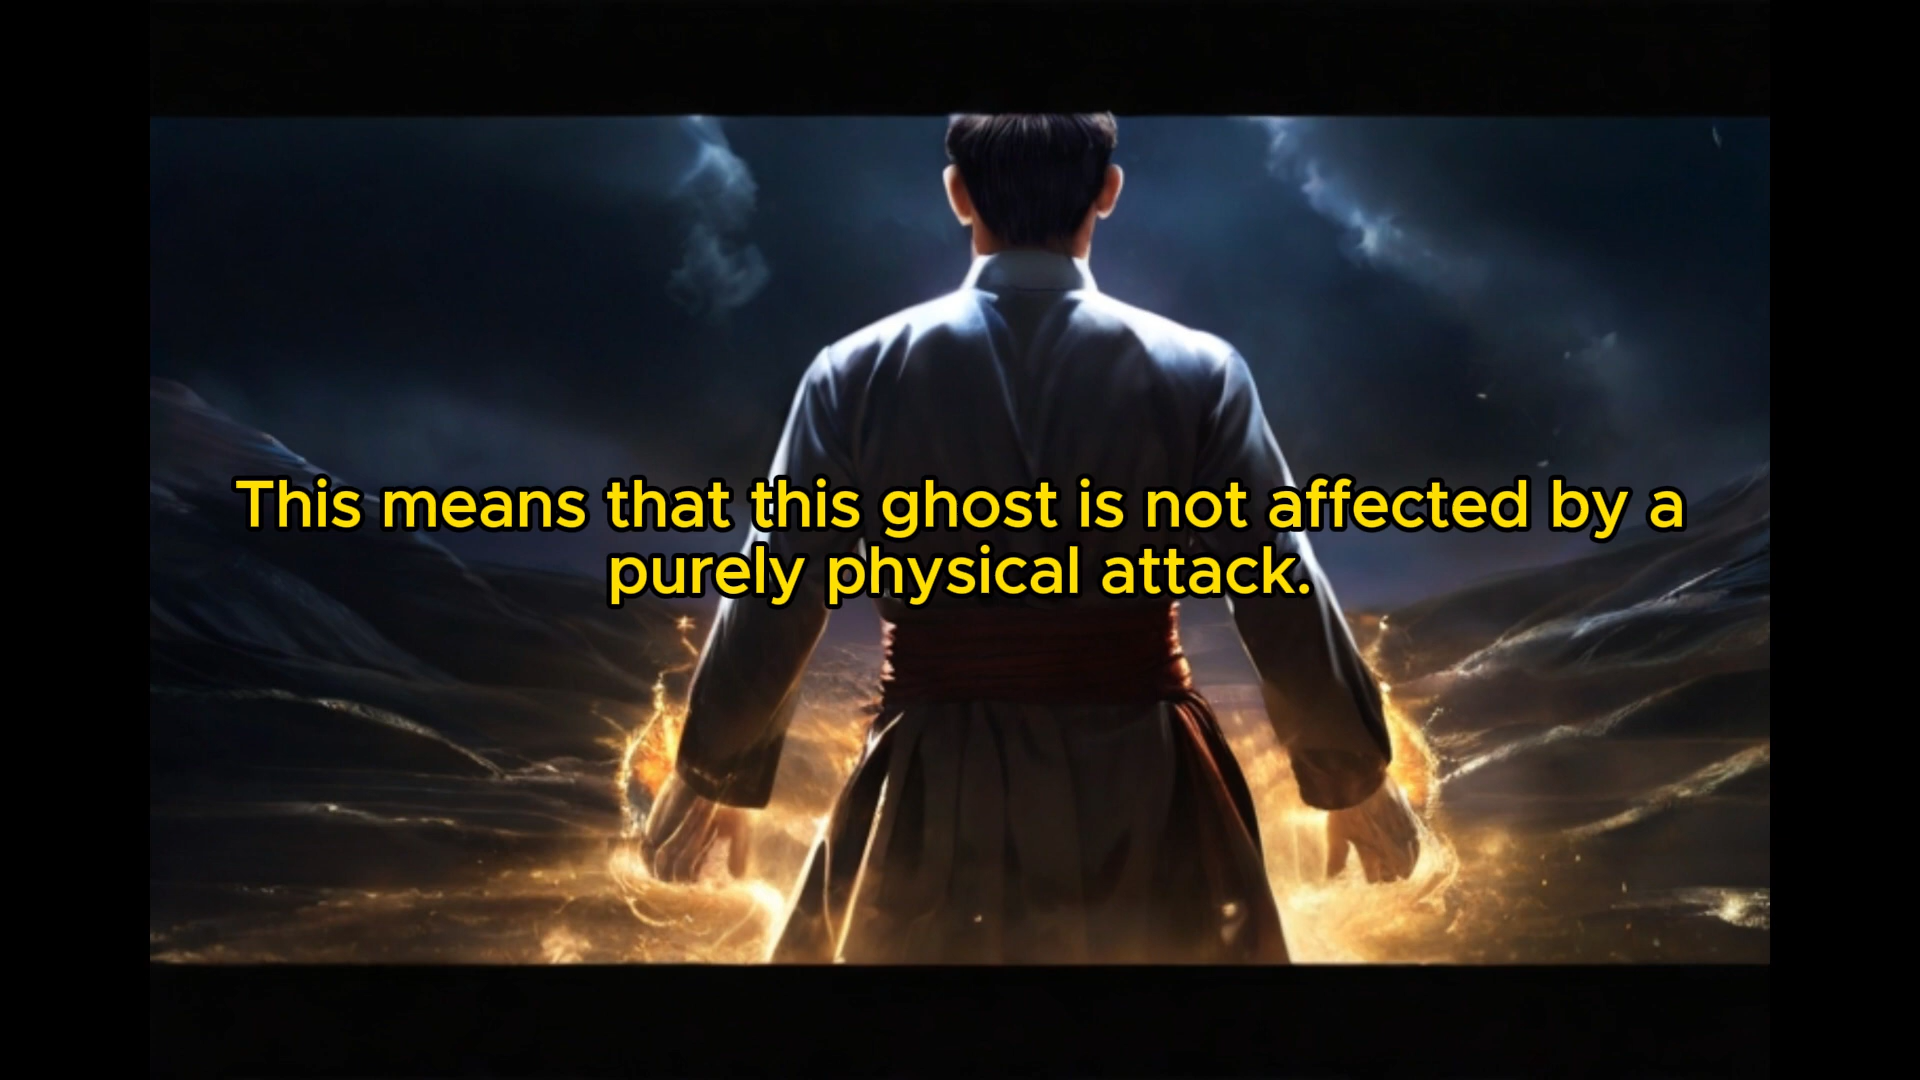 This means that this ghost is not affected by a
purely physical attack.